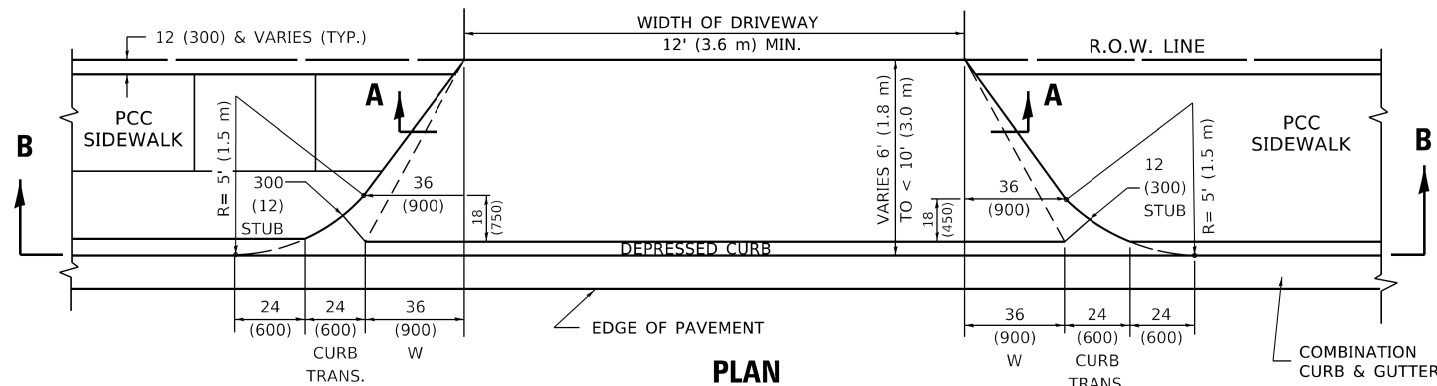 WIDTH OF DRIVEWAY
12' (3.6 m) MIN.
12 (300) & VARIES (TYP.)
R.O.W. LINE
A
A
PCC
SIDEWALK
PCC
SIDEWALK
B
B
R= 5' (1.5 m)
300
(12)
STUB
36
(900)
18
(750)
VARIES 6' (1.8 m)
TO < 10' (3.0 m)
36
(900)
18
(450)
12
(300)
STUB
R= 5' (1.5 m)
DEPRESSED CURB
24
(600)
24
(600)
CURB
TRANS.
36
(900)
W
EDGE OF PAVEMENT
36
(900)
W
24
(600)
CURB
TRANS.
24
(600)
COMBINATION
CURB & GUTTER
PLAN